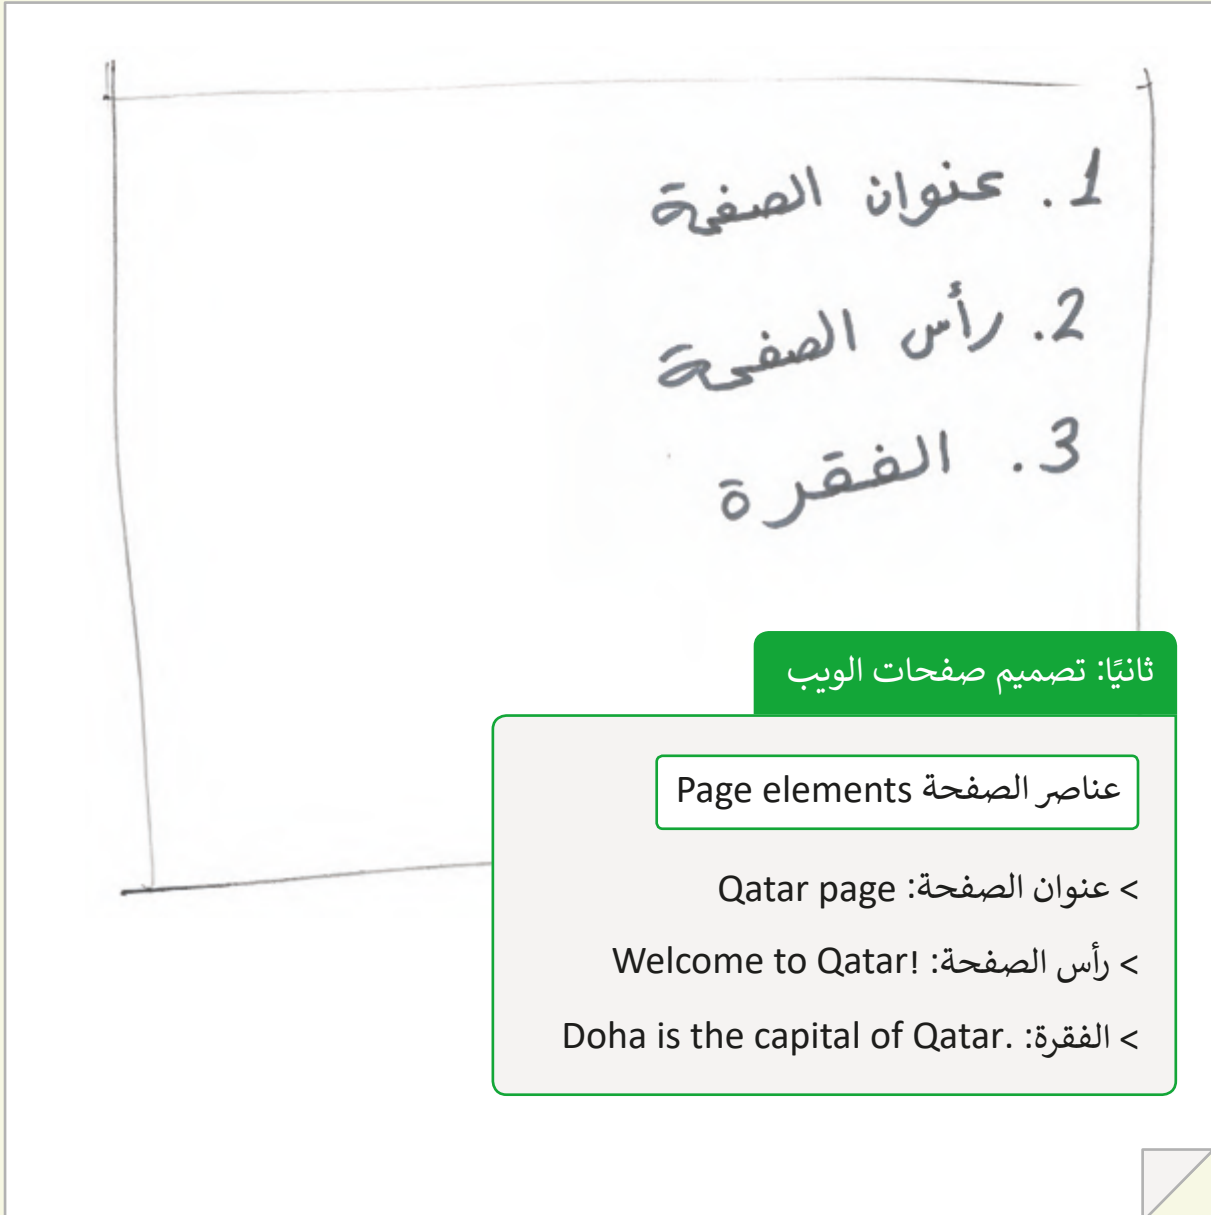 1. عنوان الصفحة
2. رأس الصفحة
3. الفقرة
ثانيًا: تصميم صفحات الويب
عناصر الصفحة Page elements
> عنوان الصفحة: Qatar page
> رأس الصفحة: Welcome to Qatar!
> الفقرة: Doha is the capital of Qatar.